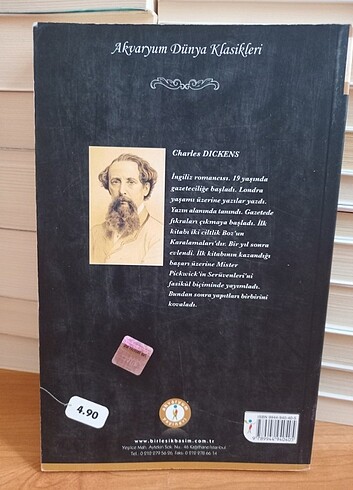 Akvaryum Dünya Klasikleri
Charles DICKENS
İngiliz romancısı. 19 yaşında
gazeteciliğe başladı. Londra
yaşamı üzerine yazılar yazdı.
Yazın alanında tanındı. Gazetede
fıkraları çıkmaya başladı. İlk
kitabı iki ciltlik Boz'un
Karalamaları'dır. Bir yıl sonra
evlendi. İlk kitabının kazandığı
başarı üzerine Mister
Pickwick'in Serüvenleri'ni
fasikül biçiminde yayımladı.
Bundan sonra yapıtları birbirini
kovaladı.
4.90
www.birlesikbasim.com.tr